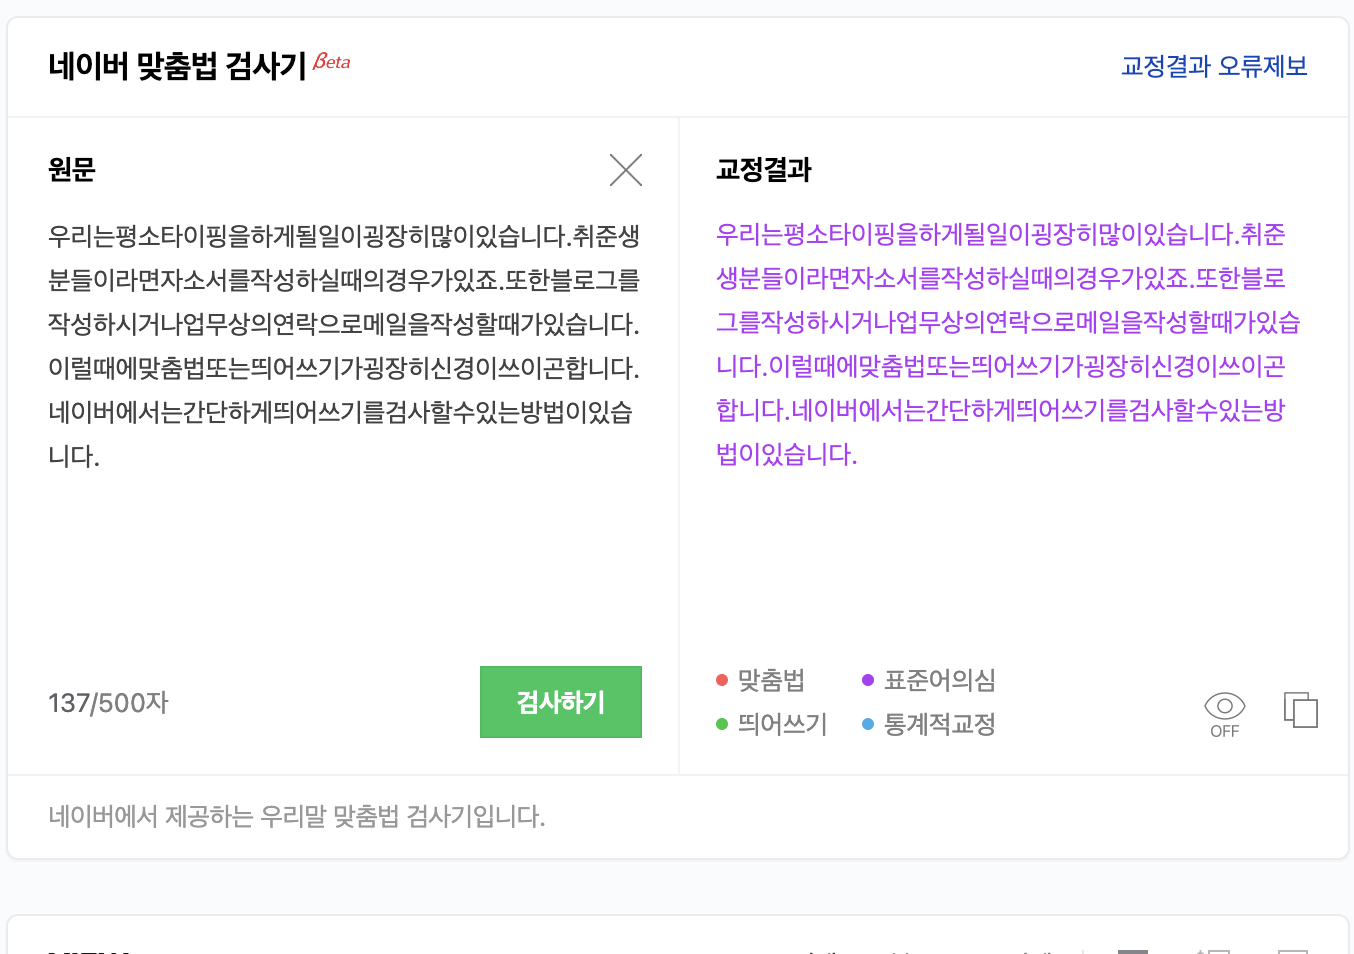 네이버 맞춤법 검사기 Beta
교정결과 오류제보
원문
우리는평소타이핑을하게될일이굉장히많이있습니다.취준생
분들이라면자소서를작성하실때의경우가있죠.또한블로그를
작성하시거나업무상의연락으로메일을작성할때가있습니다.
이럴때에맞춤법또는띄어쓰기가굉장히신경이쓰이곤합니다.
네이버에서는간단하게띄어쓰기를검사할수있는방법이있습
니다.
137/500자
검사하기
교정결과
우리는평소타이핑을하게될일이굉장히많이있습니다.취준
생분들이라면자소서를작성하실때의경우가있죠.또한블로
그를작성하시거나업무상의연락으로메일을작성할때가있습
니다.이럴때에맞춤법또는띄어쓰기가굉장히신경이쓰이곤
합니다.네이버에서는간단하게띄어쓰기를검사할수있는방
법이있습니다.
맞춤법
표준어의심
띄어쓰기
통계적교정
OFF
네이버에서 제공하는 우리말 맞춤법 검사기입니다.